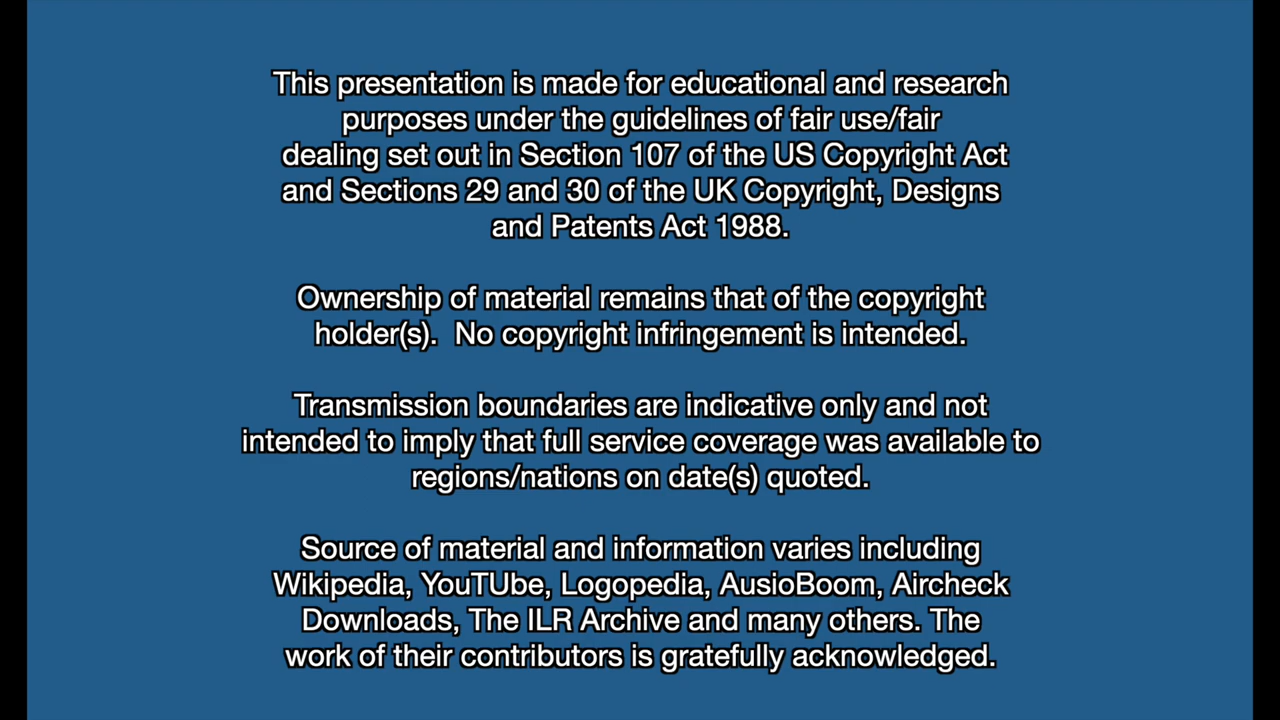 This presentation is made for educational and research
purposes under the guidelines of fair use/fair
dealing set out in Section 107 of the US Copyright Act
and Sections 29 and 30 of the UK Copyright, Designs
and Patents Act 1988.
Ownership of material remains that of the copyright
holder(s).  No copyright infringement is intended.
Transmission boundaries are indicative only and not
intended to imply that full service coverage was available to
regions/nations on date(s) quoted.
Source of material and information varies including
Wikipedia, YouTUbe, Logopedia, AusioBoom, Aircheck
Downloads, The ILR Archive and many others. The
work of their contributors is gratefully acknowledged.